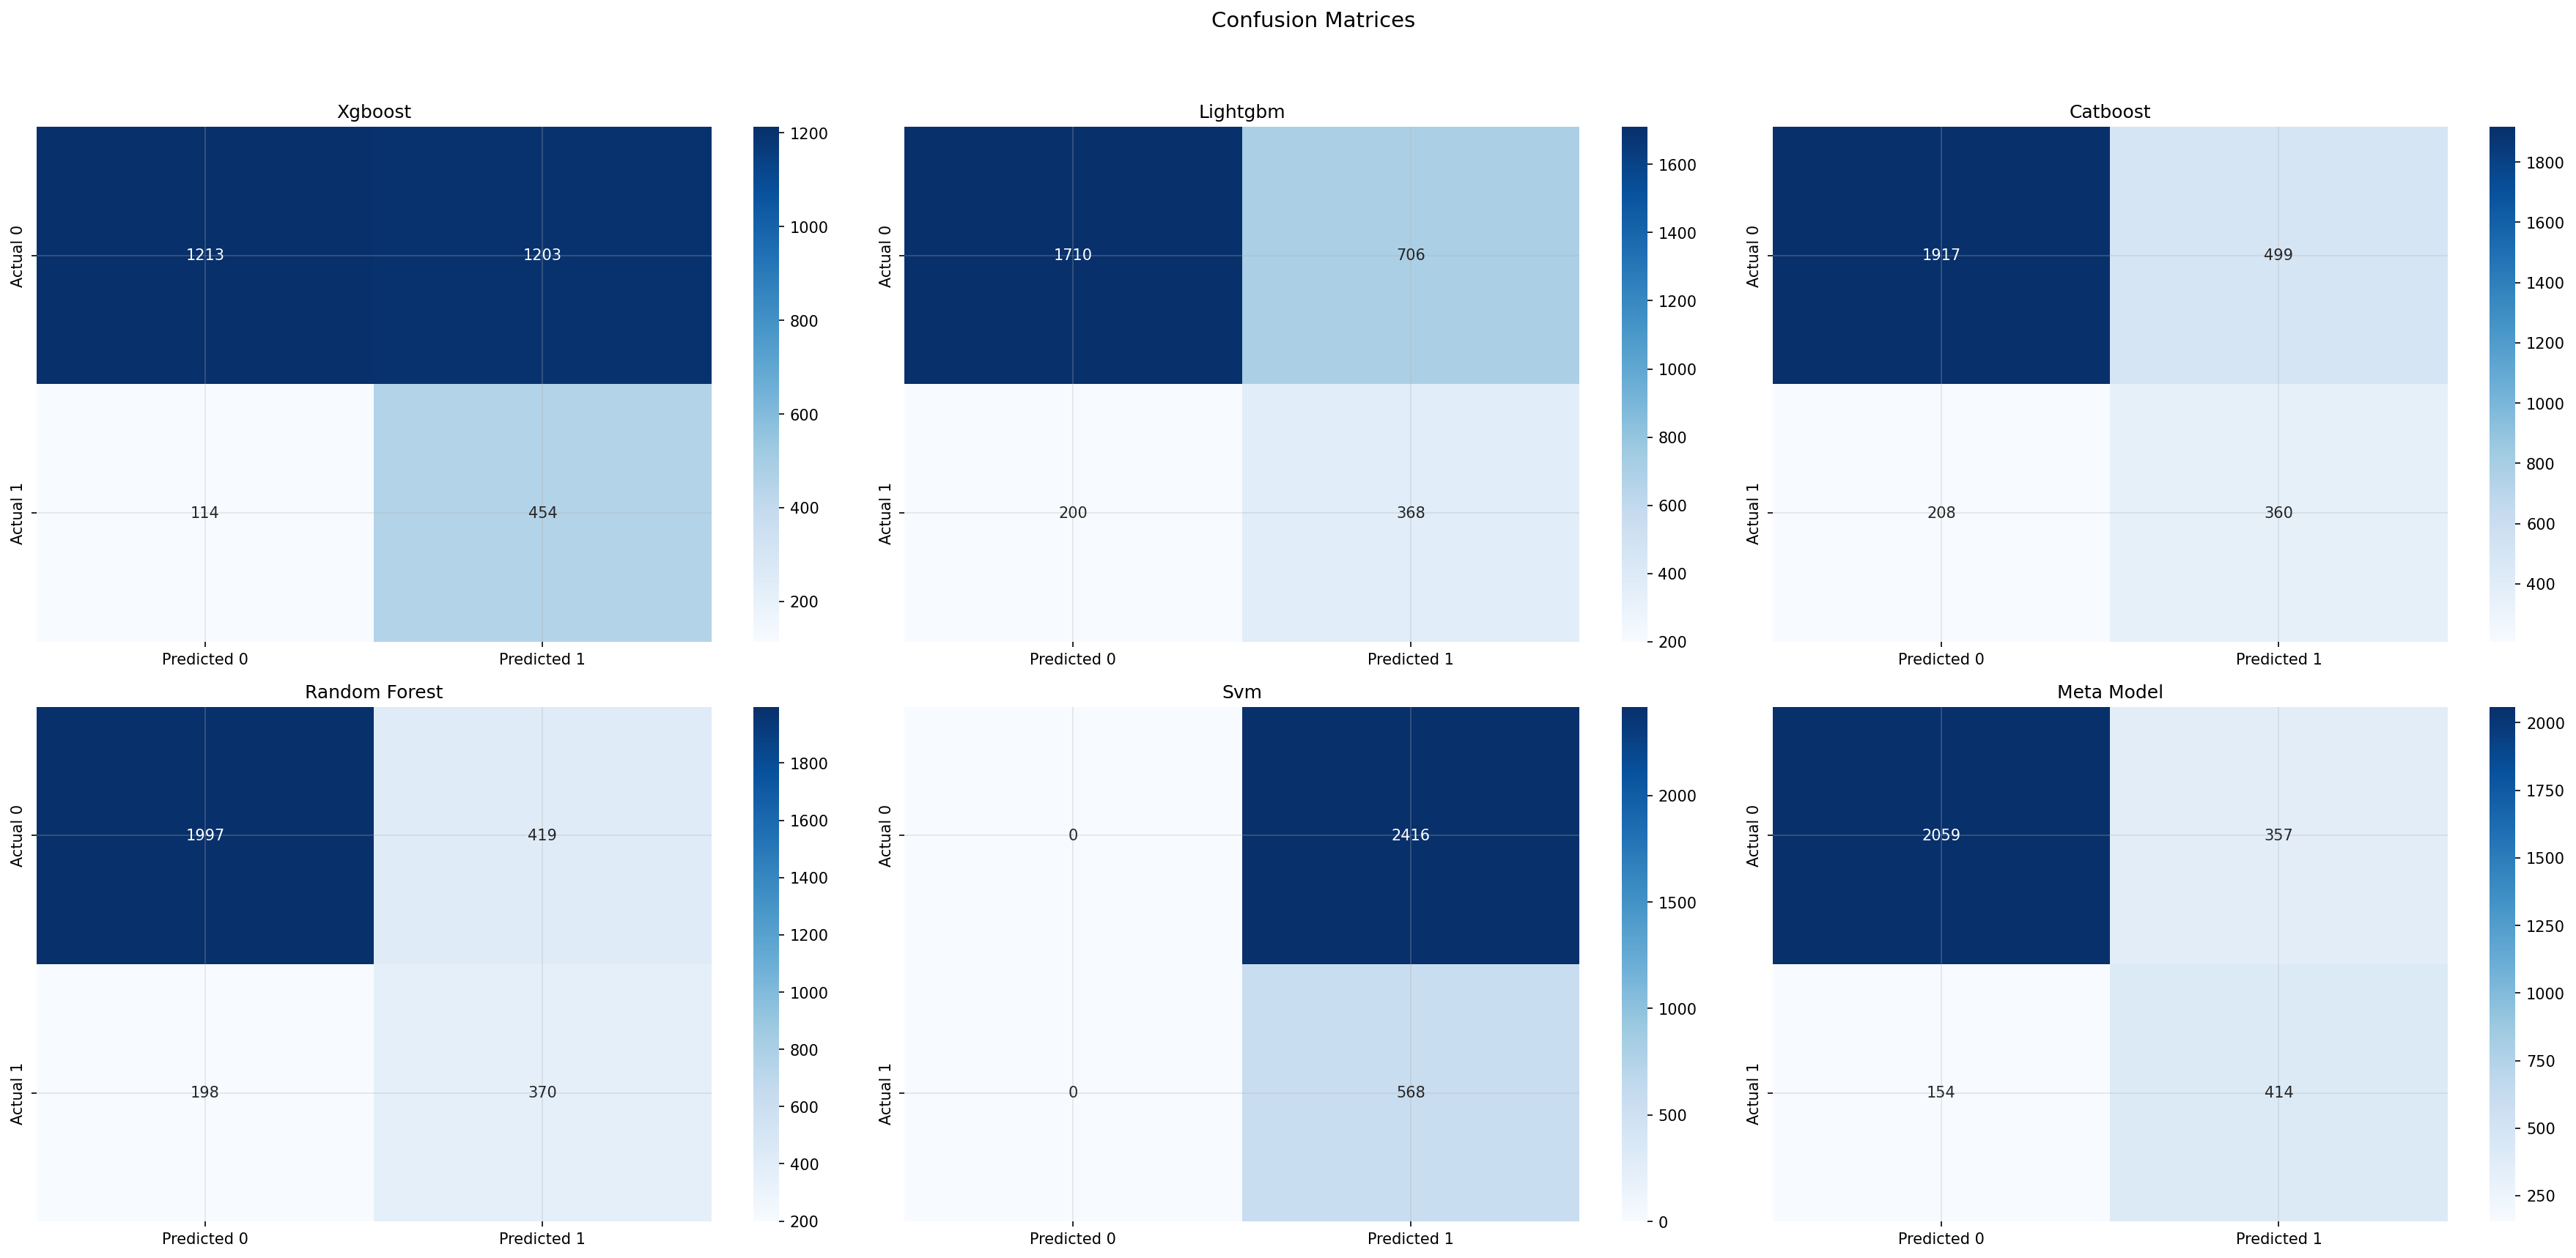 Confusion Matrices
Xgboost
Lightgbm
Catboost
1200
1000
800
600
400
200
1600
1400
1200
1000
800
600
400
200
1800
1600
1400
1200
1000
800
600
400
Actual 0
Actual 1
1213
1203
114
454
Predicted 0
Predicted 1
Actual 0
Actual 1
1710
706
200
368
Predicted 0
Predicted 1
Actual 0
Actual 1
1917
499
208
360
Predicted 0
Predicted 1
Random Forest
Svm
Meta Model
1800
1600
1400
1200
1000
800
600
400
200
2000
1500
1000
500
0
2000
1750
1500
1250
1000
750
500
250
Actual 0
Actual 1
1997
419
198
370
Predicted 0
Predicted 1
Actual 0
Actual 1
0
2416
0
568
Predicted 0
Predicted 1
Actual 0
Actual 1
2059
357
154
414
Predicted 0
Predicted 1